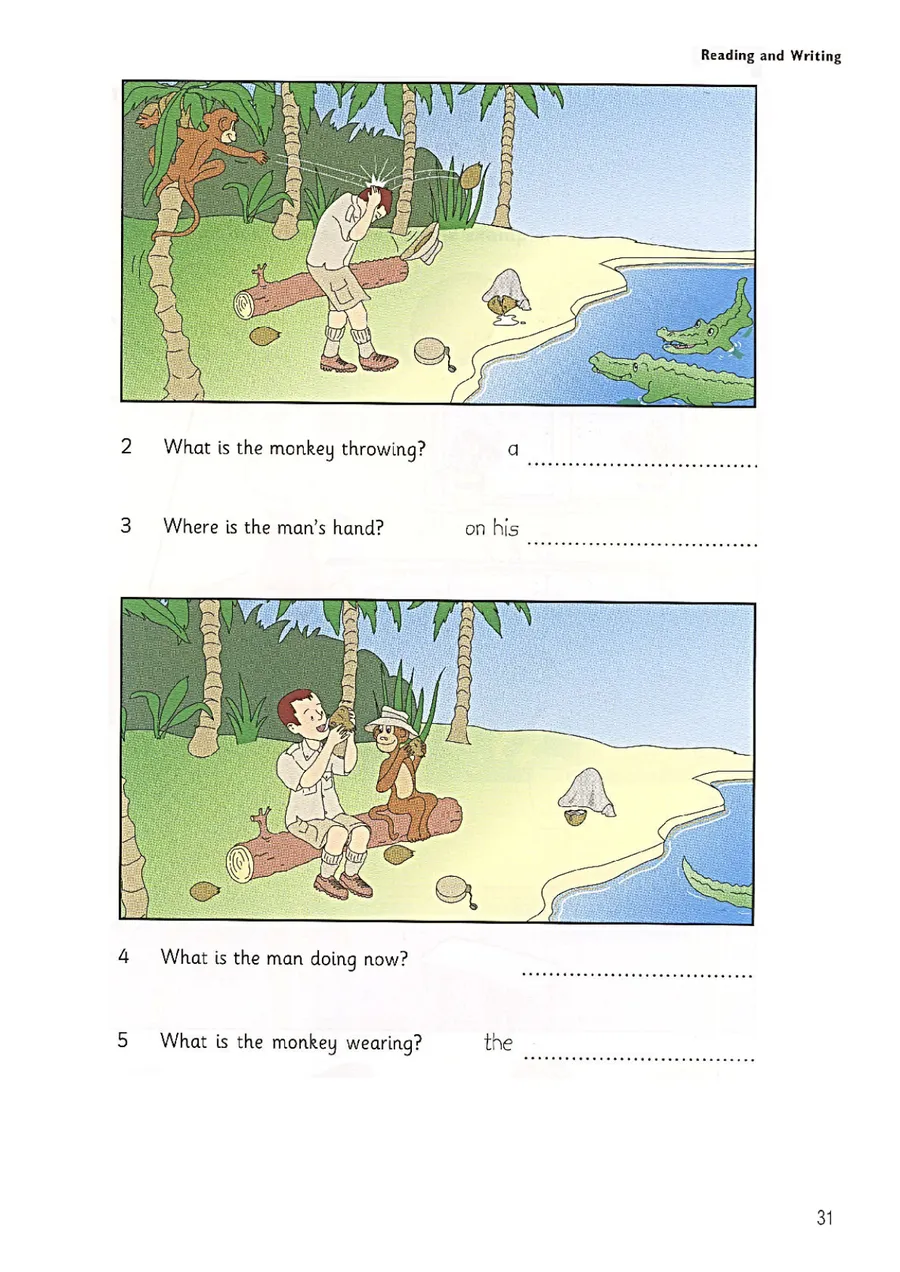 Reading and Writing
2 What is the monkey throwing? a ................................
3 Where is the man's hand? on his ................................
4 What is the man doing now? ................................
5 What is the monkey wearing? the ................................
31